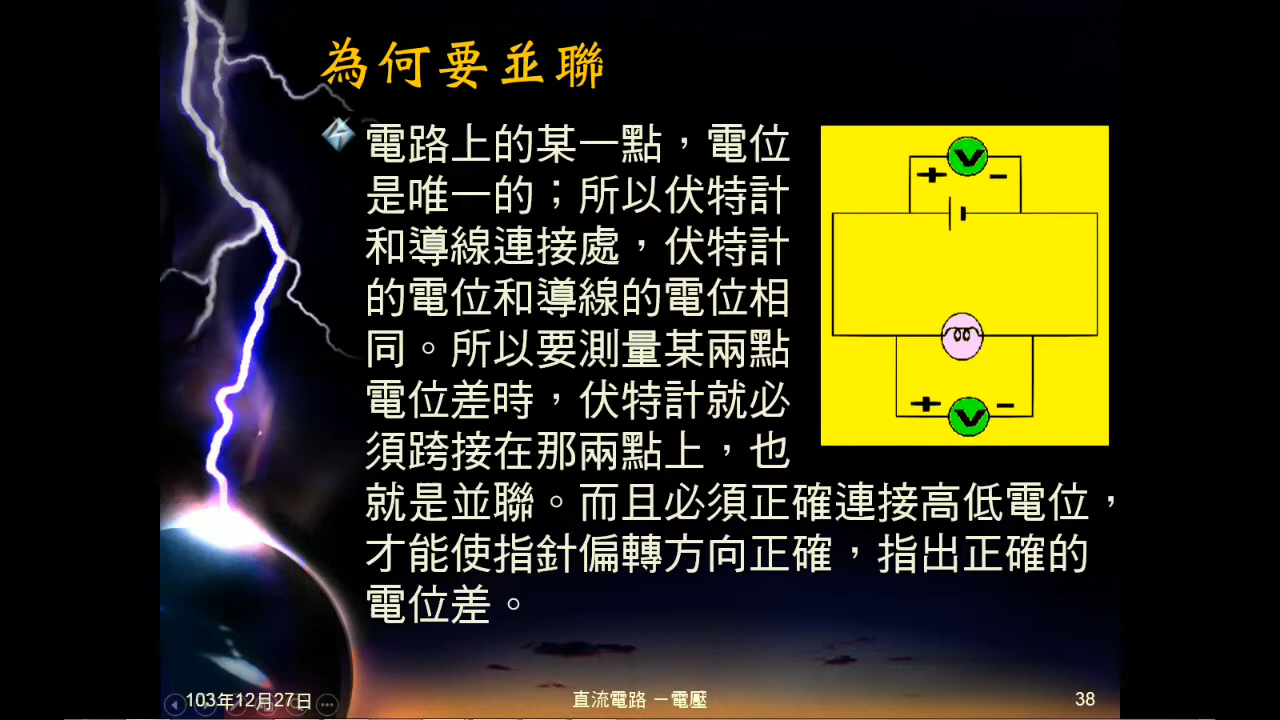 為何要並聯
電路上的某一點，電位
是唯一的；所以伏特計
和導線連接處，伏特計
的電位和導線的電位相
同。所以要測量某兩點
電位差時，伏特計就必
須跨接在那兩點上，也
就是並聯。而且必須正確連接高低電位，
才能使指針偏轉方向正確，指出正確的
電位差。
V
+ −
V
+ −
103年12月27日
直流電路 －電壓
38